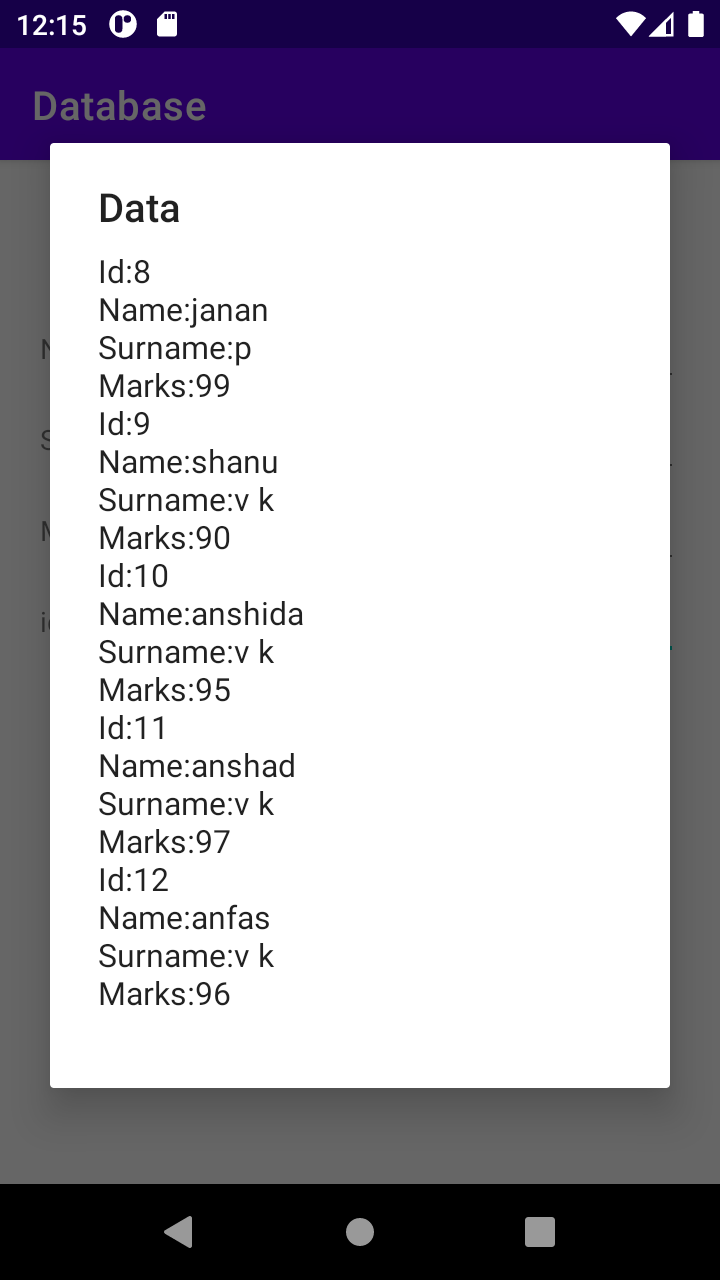 12:15
Database
Data
Id:8
Name:janan
Surname:p
Marks:99
Id:9
Name:shanu
Surname:v k
Marks:90
Id:10
Name:anshida
Surname:v k
Marks:95
Id:11
Name:anshad
Surname:v k
Marks:97
Id:12
Name:anfas
Surname:v k
Marks:96